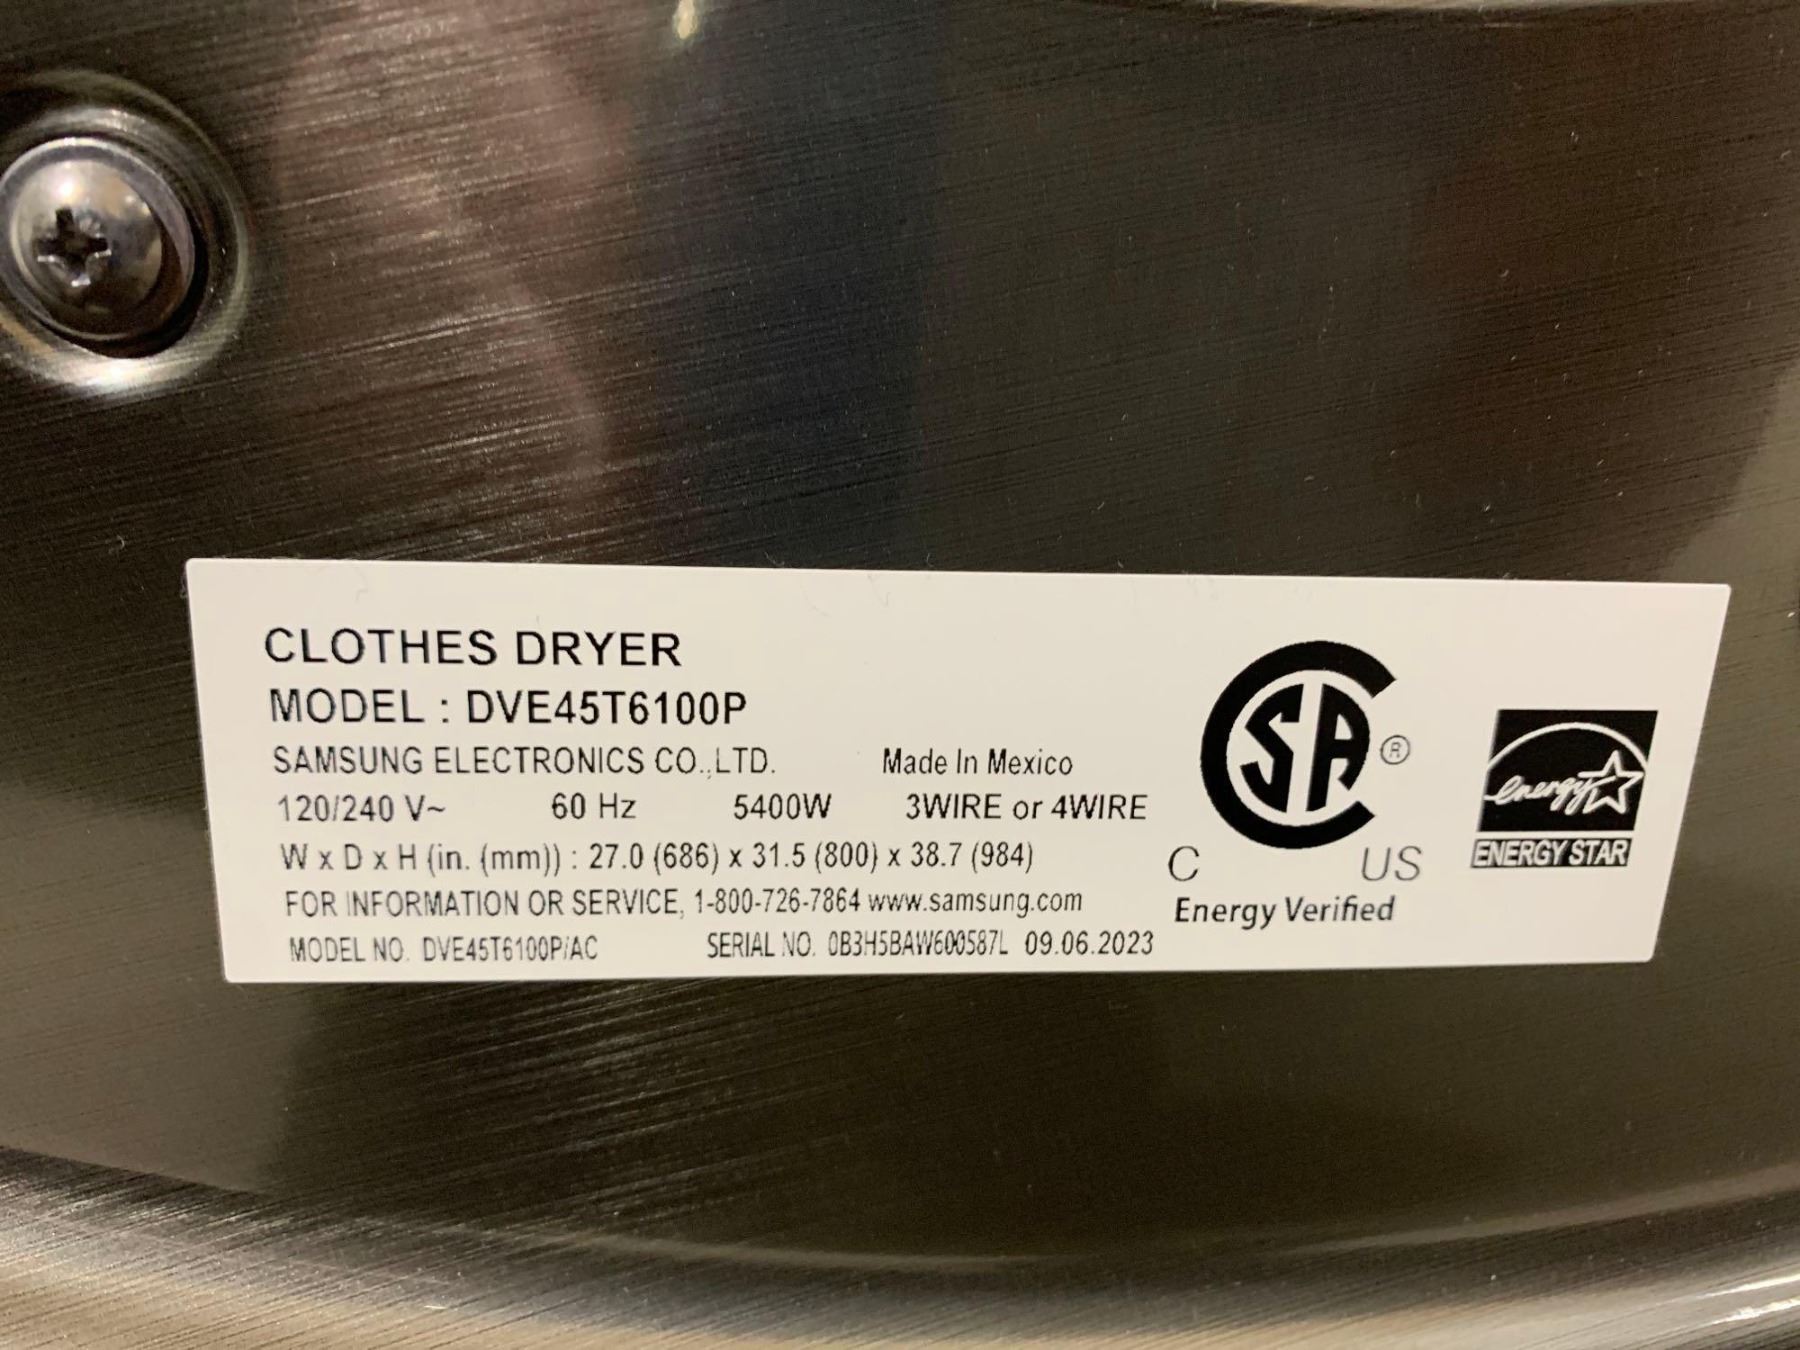 CLOTHES DRYER
MODEL : DVE45T6100P
SAMSUNG ELECTRONICS CO.,LTD. Made In Mexico
120/240 V~ 60 Hz 5400W 3WIRE or 4WIRE
W x D x H (in. (mm)) : 27.0 (686) x 31.5 (800) x 38.7 (984)
FOR INFORMATION OR SERVICE, 1-800-726-7864 www.samsung.com
MODEL NO. DVE45T6100P/AC SERIAL NO. 0B3H5BAW600587L 09.06.2023
CSA ®
C US
Energy Verified
energy
ENERGY STAR